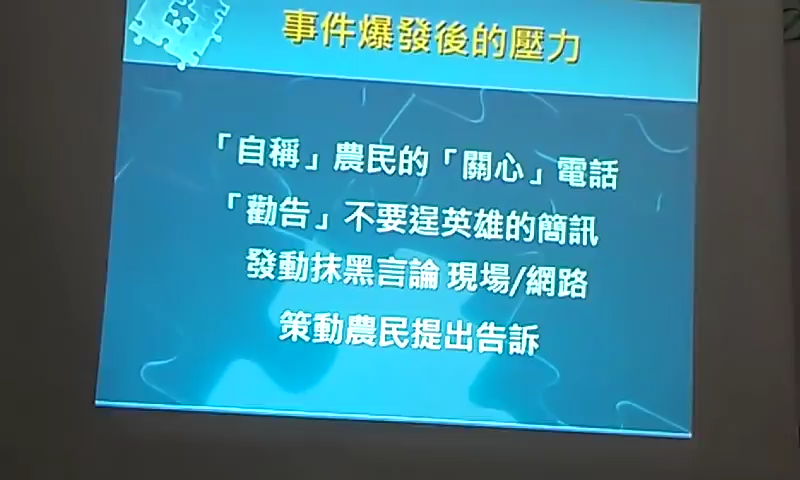 事件爆發後的壓力
「自稱」農民的「關心」電話
「勸告」不要逞英雄的簡訊
發動抹黑言論 現場/網路
策動農民提出告訴